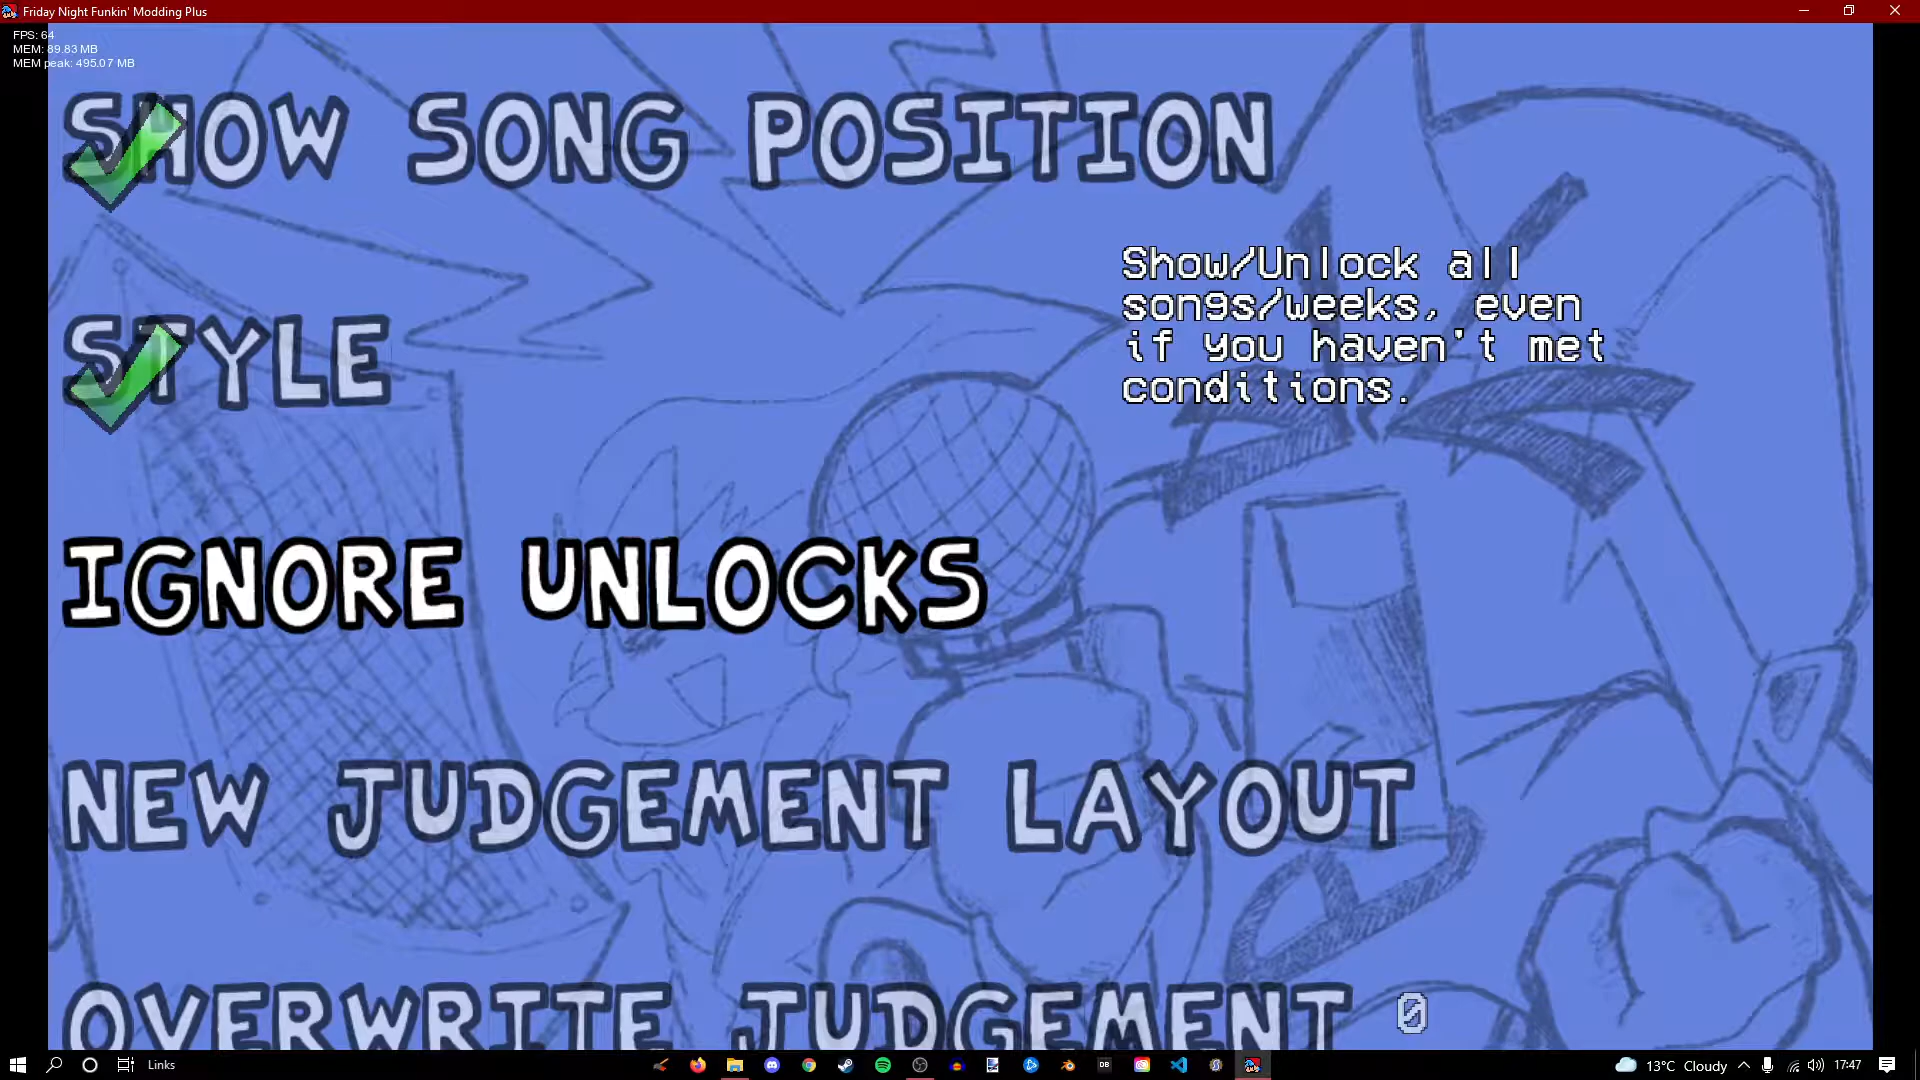 Friday Night Funkin' Modding Plus
FPS: 64
MEM: 89.83 MB
MEM peak: 495.07 MB
SHOW SONG POSITION
Show/Unlock all
songs/weeks, even
if you haven't met
conditions.
STYLE
IGNORE UNLOCKS
NEW JUDGEMENT LAYOUT
OVERWRITE JUDGEMENT 0
Links
DB
13°C Cloudy
17:47